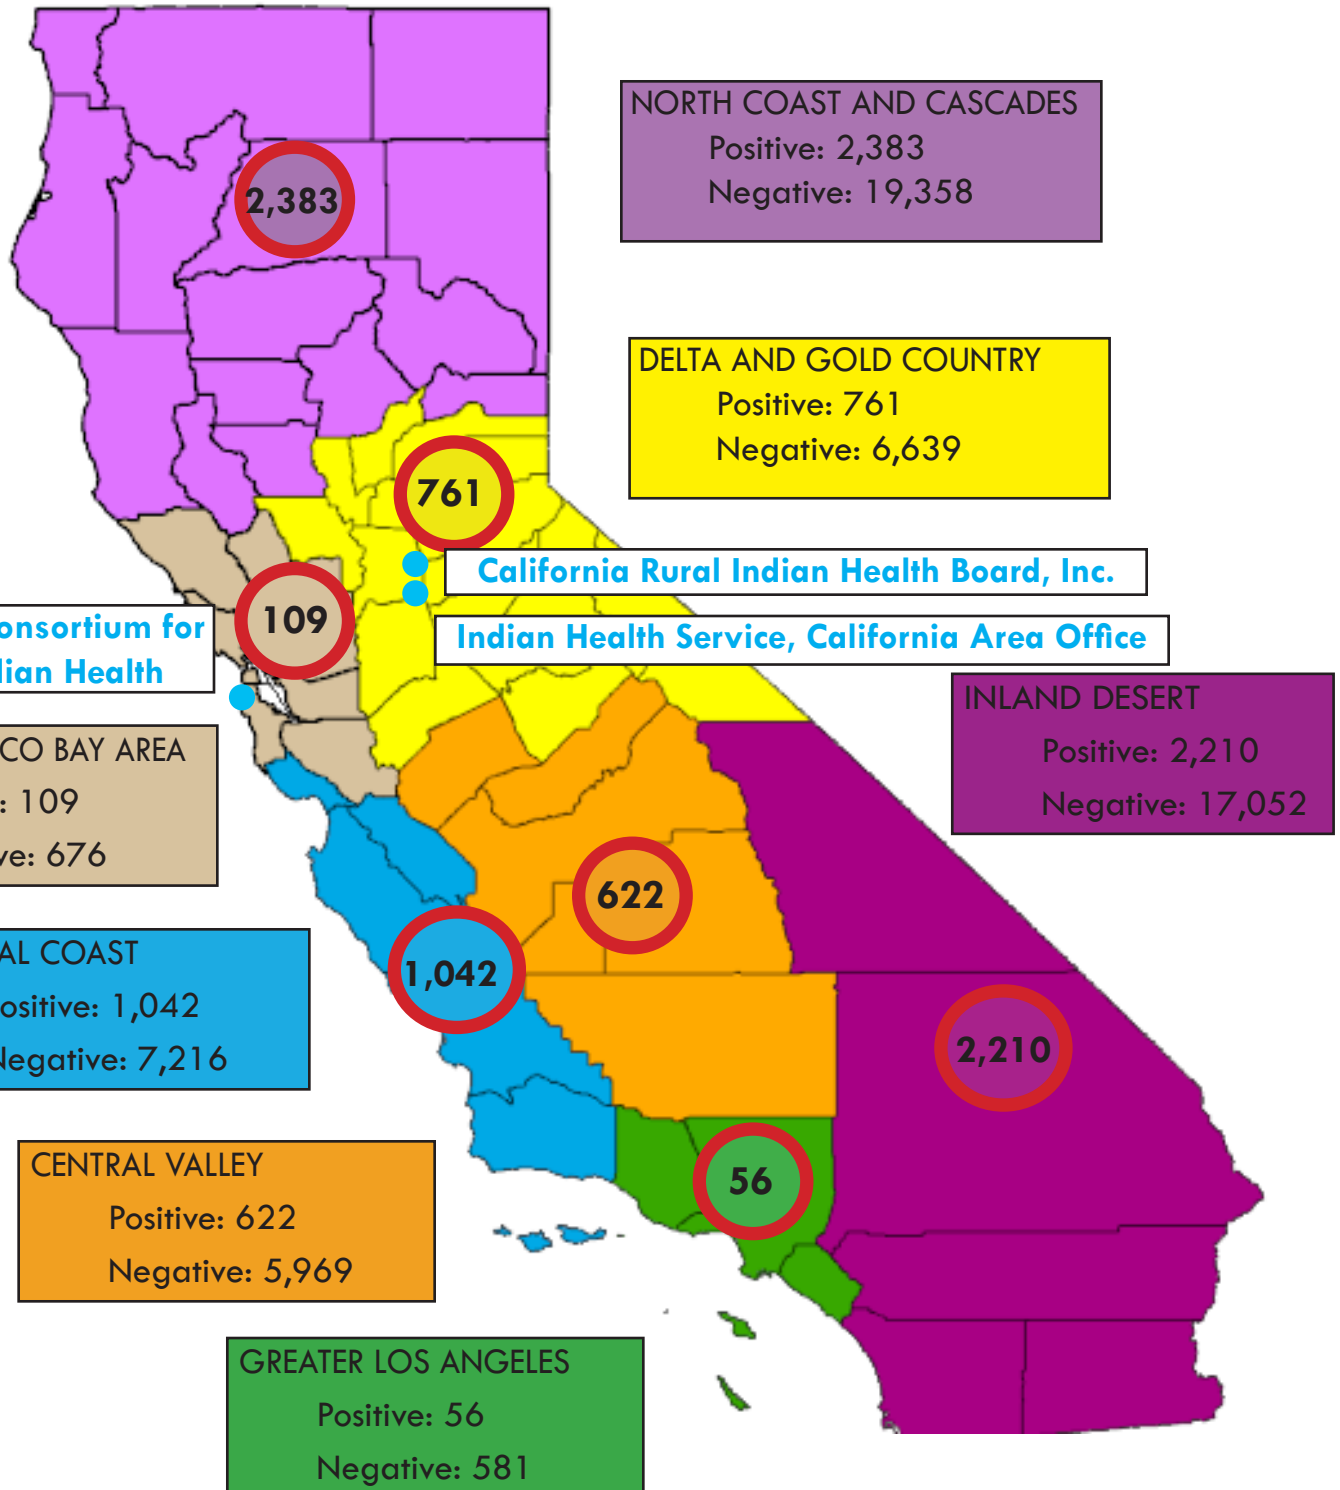 NORTH COAST AND CASCADES
Positive: 2,383
Negative: 19,358
2,383
DELTA AND GOLD COUNTRY
Positive: 761
Negative: 6,639
761
California Rural Indian Health Board, Inc.
109
onsortium for
dian Health
Indian Health Service, California Area Office
INLAND DESERT
Positive: 2,210
Negative: 17,052
CO BAY AREA
: 109
ve: 676
622
AL COAST
ositive: 1,042
Negative: 7,216
1,042
2,210
CENTRAL VALLEY
Positive: 622
Negative: 5,969
56
GREATER LOS ANGELES
Positive: 56
Negative: 581